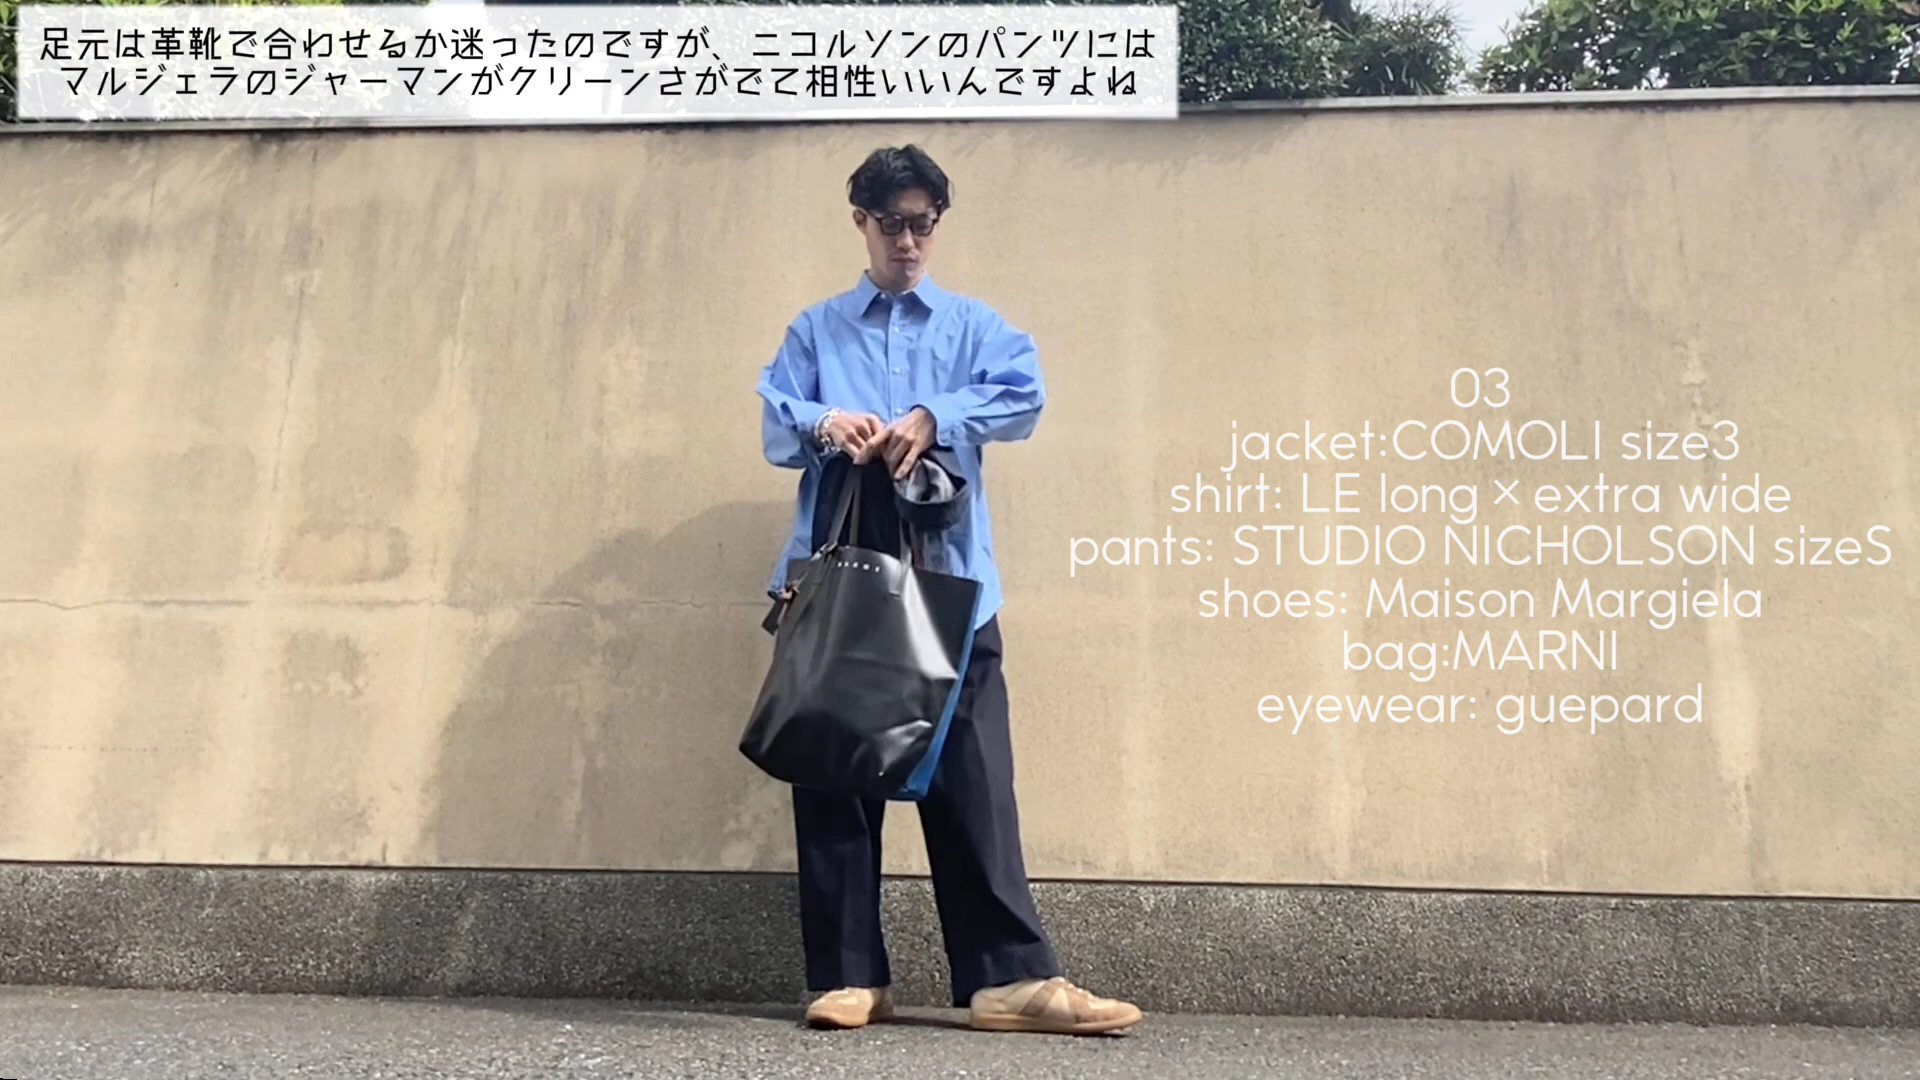 足元は革靴で合わせるか迷ったのですが、ニコルソンのパンツには
マルジェラのジャーマンがクリーンさがでて相性いいんですよね
03
jacket:COMOLI size3
shirt: LE long×extra wide
pants: STUDIO NICHOLSON sizeS
shoes: Maison Margiela
bag:MARNI
eyewear: guepard